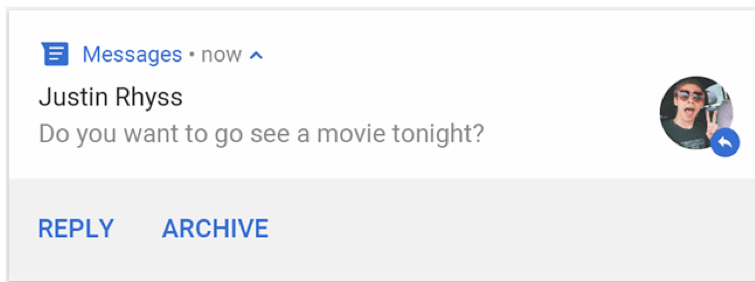 Messages • now
Justin Rhyss
Do you want to go see a movie tonight?
REPLY ARCHIVE